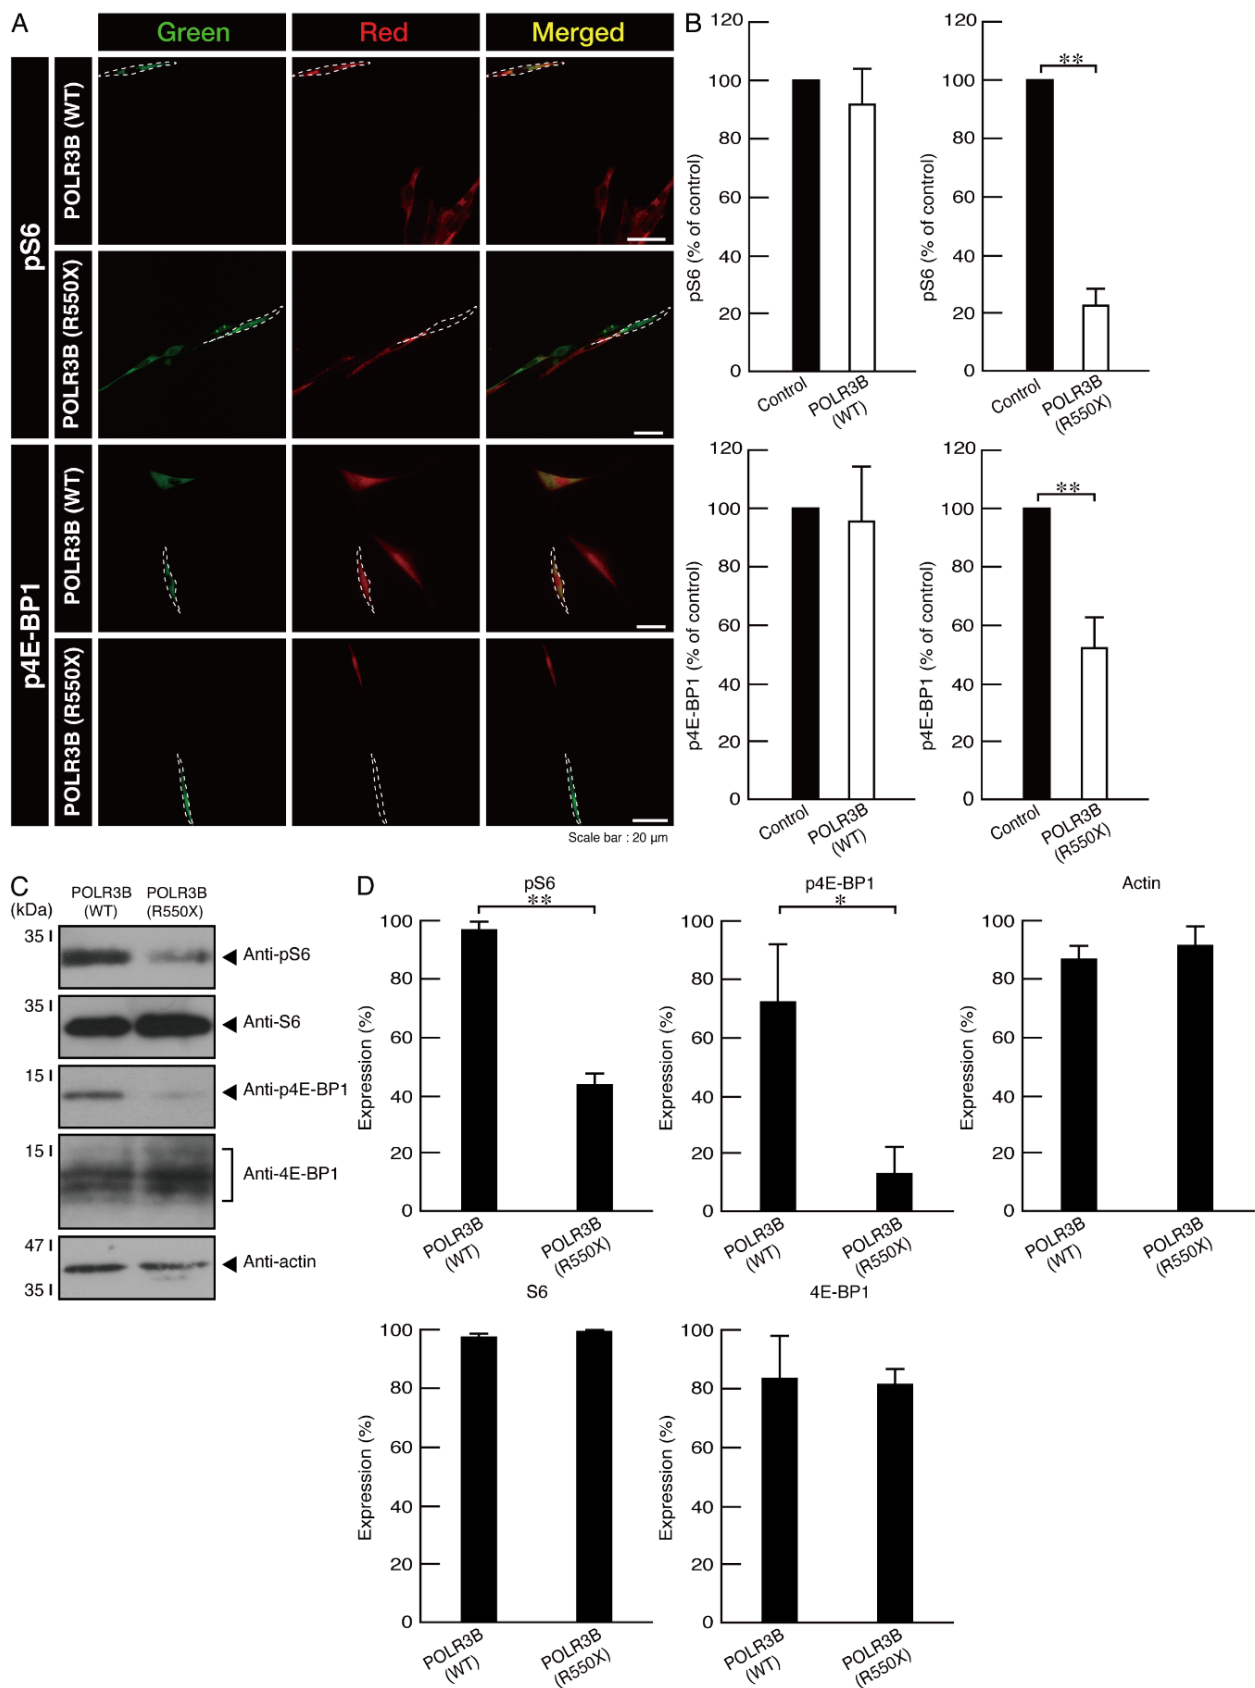 A
Green
Red
Merged
pS6
POLR3B (WT)
POLR3B (R550X)
p4E-BP1
POLR3B (WT)
POLR3B (R550X)
Scale bar : 20 μm
B
120
100
80
60
40
20
0
pS6 (% of control)
Control
POLR3B
(WT)
120
100
80
60
40
20
0
pS6 (% of control)
**
Control
POLR3B
(R550X)
120
100
80
60
40
20
0
p4E-BP1 (% of control)
Control
POLR3B
(WT)
120
100
80
60
40
20
0
p4E-BP1 (% of control)
**
Control
POLR3B
(R550X)
C
(kDa)
POLR3B
(WT)
POLR3B
(R550X)
35
Anti-pS6
35
Anti-S6
15
Anti-p4E-BP1
15
Anti-4E-BP1
47
Anti-actin
35
D
pS6
**
100
80
60
40
20
0
Expression (%)
POLR3B
(WT)
POLR3B
(R550X)
p4E-BP1
*
100
80
60
40
20
0
Expression (%)
POLR3B
(WT)
POLR3B
(R550X)
Actin
100
80
60
40
20
0
Expression (%)
POLR3B
(WT)
POLR3B
(R550X)
S6
100
80
60
40
20
0
Expression (%)
POLR3B
(WT)
POLR3B
(R550X)
4E-BP1
100
80
60
40
20
0
Expression (%)
POLR3B
(WT)
POLR3B
(R550X)